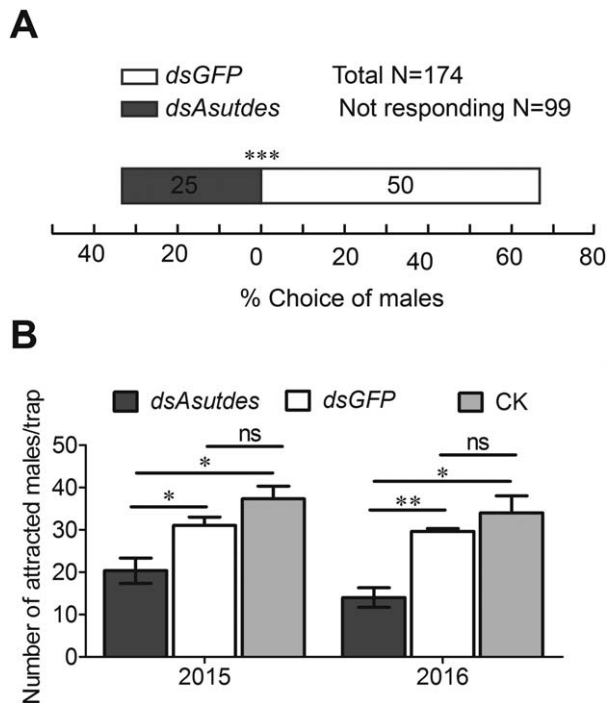 A
dsGFP Total N=174
dsAsutdes Not responding N=99
***
25 50
40 20 0 20 40 60 80
% Choice of males
B
dsAsutdes dsGFP CK
Number of attracted males/trap
50
40
30
20
10
0
ns ns
* *
* **
2015 2016